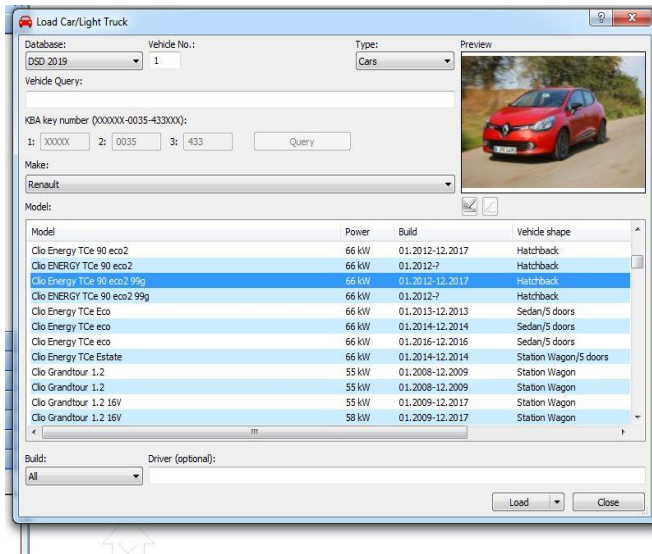 Load Car/Light Truck
Database: Vehicle No.: Type: Preview
DSD 2019 1 Cars
Vehicle Query:
KBA key number (XXXXXX-0035-433XXX):
1: XXXXX 2: 0035 3: 433 Query
Make:
Renault
Model:
Model Power Build Vehicle shape
Clio Energy TCe 90 eco2 66 kW 01.2012-12.2017 Hatchback
Clio ENERGY TCe 90 eco2 66 kW 01.2012-? Hatchback
Clio Energy TCe 90 eco2 99g 66 kW 01.2012-12.2017 Hatchback
Clio ENERGY TCe 90 eco2 99g 66 kW 01.2012-? Hatchback
Clio Energy TCe Eco 66 kW 01.2013-12.2013 Sedan/5 doors
Clio Energy TCe eco 66 kW 01.2014-12.2014 Sedan/5 doors
Clio Energy TCe eco 66 kW 01.2016-12.2016 Sedan/5 doors
Clio Energy TCe Estate 66 kW 01.2014-12.2014 Station Wagon/5 doors
Clio Grandtour 1.2 55 kW 01.2008-12.2009 Station Wagon
Clio Grandtour 1.2 55 kW 01.2008-12.2009 Station Wagon
Clio Grandtour 1.2 16V 55 kW 01.2009-12.2017 Station Wagon
Clio Grandtour 1.2 16V 58 kW 01.2009-12.2017 Station Wagon
Build: Driver (optional):
All
Load Close